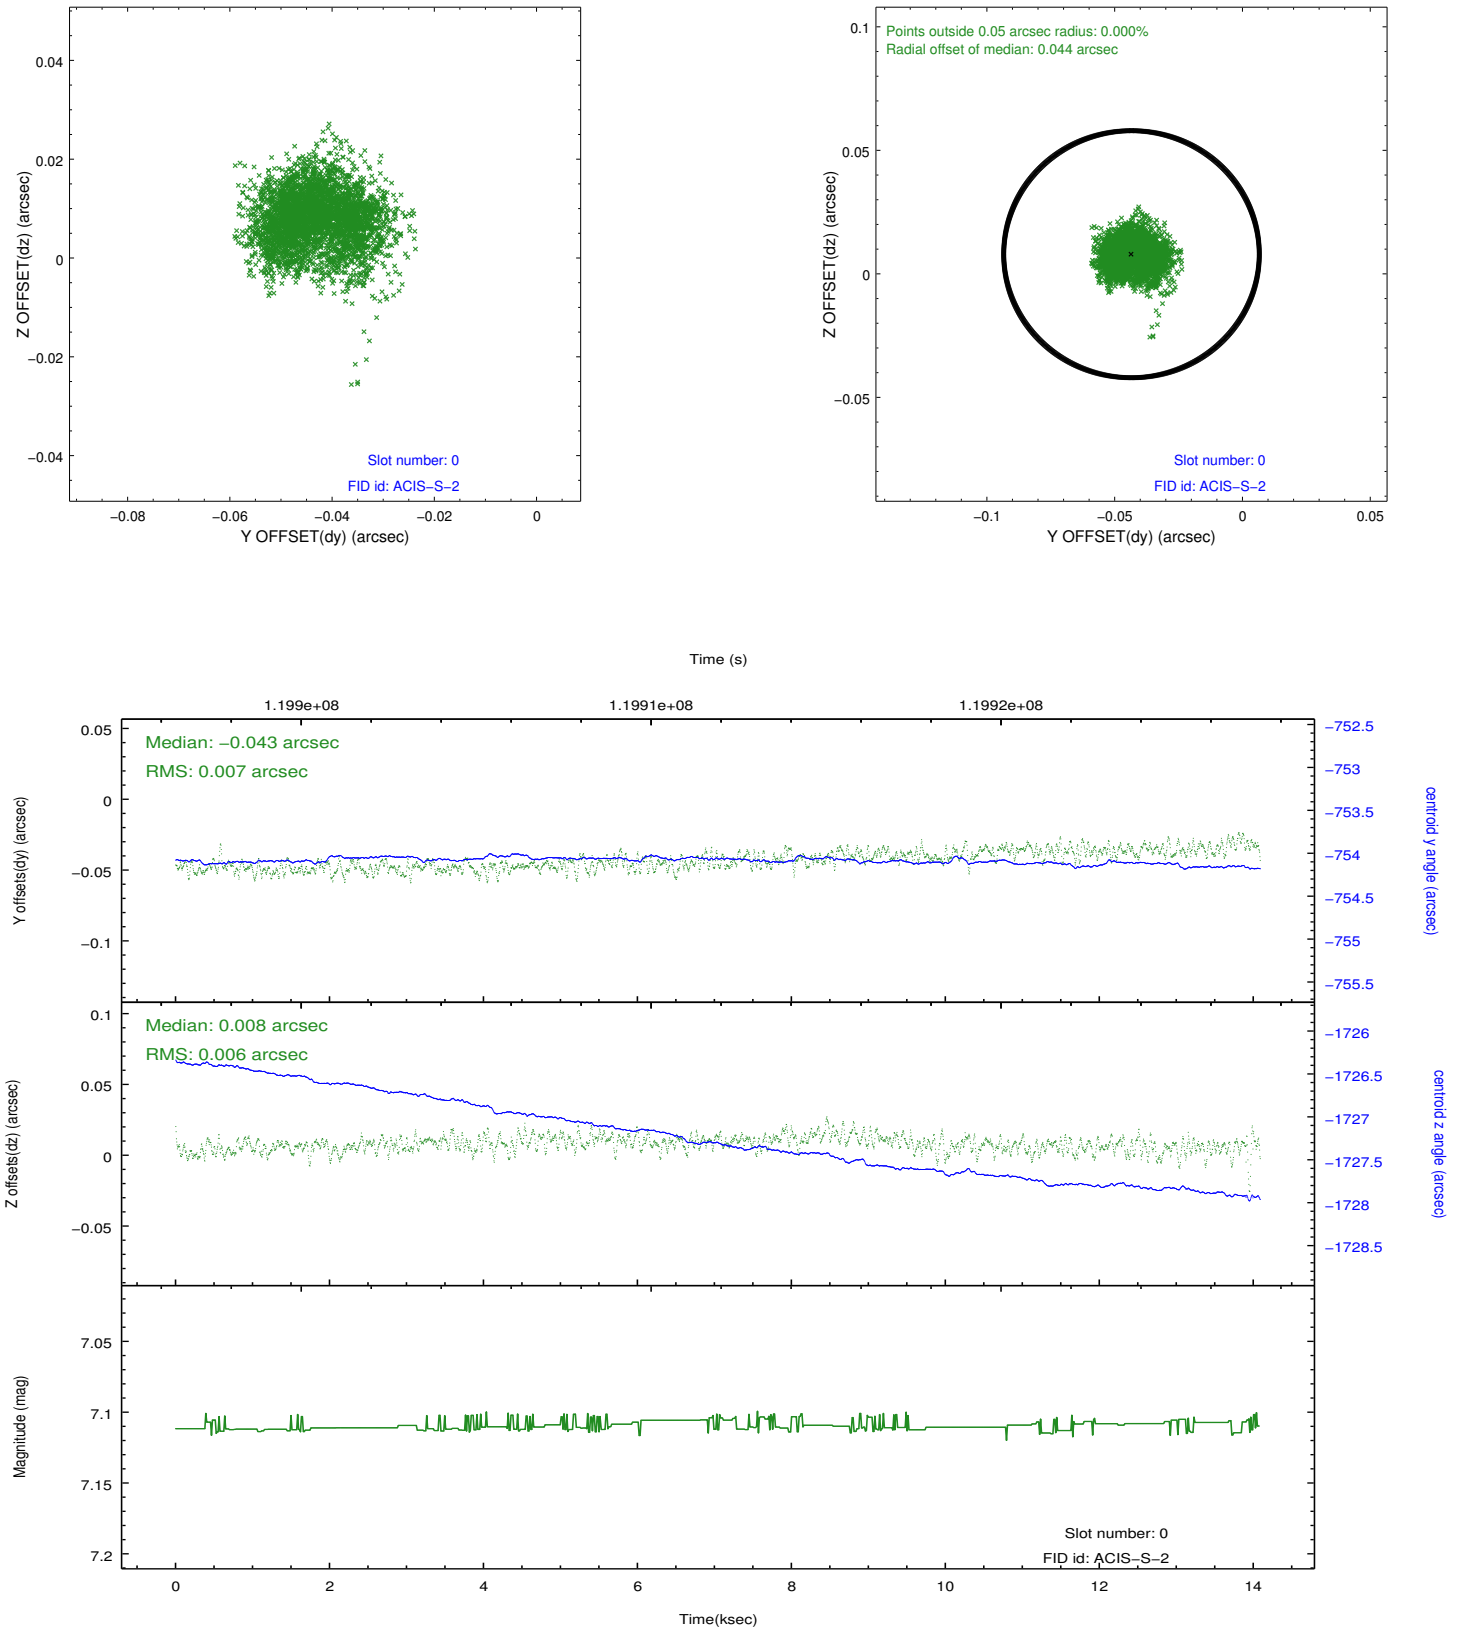 0.04
0.02
0
−0.02
−0.04
Z OFFSET(dz) (arcsec)
Slot number: 0
FID id: ACIS−S−2
−0.08
−0.06
−0.04
−0.02
0
Y OFFSET(dy) (arcsec)
Points outside 0.05 arcsec radius: 0.000%
Radial offset of median: 0.044 arcsec
0.1
0.05
0
−0.05
Z OFFSET(dz) (arcsec)
Slot number: 0
FID id: ACIS−S−2
−0.1
−0.05
0
0.05
Y OFFSET(dy) (arcsec)
Time (s)
1.199e+08
1.1991e+08
1.1992e+08
Median: −0.043 arcsec
RMS: 0.007 arcsec
0.05
0
−0.05
−0.1
Y offsets(dy) (arcsec)
−752.5
−753
−753.5
−754
−754.5
−755
−755.5
centroid y angle (arcsec)
Median: 0.008 arcsec
RMS: 0.006 arcsec
0.1
0.05
0
−0.05
Z offsets(dz) (arcsec)
−1726
−1726.5
−1727
−1727.5
−1728
−1728.5
centroid z angle (arcsec)
7.05
7.1
7.15
7.2
Magnitude (mag)
Slot number: 0
FID id: ACIS−S−2
0
2
4
6
8
10
12
14
Time(ksec)